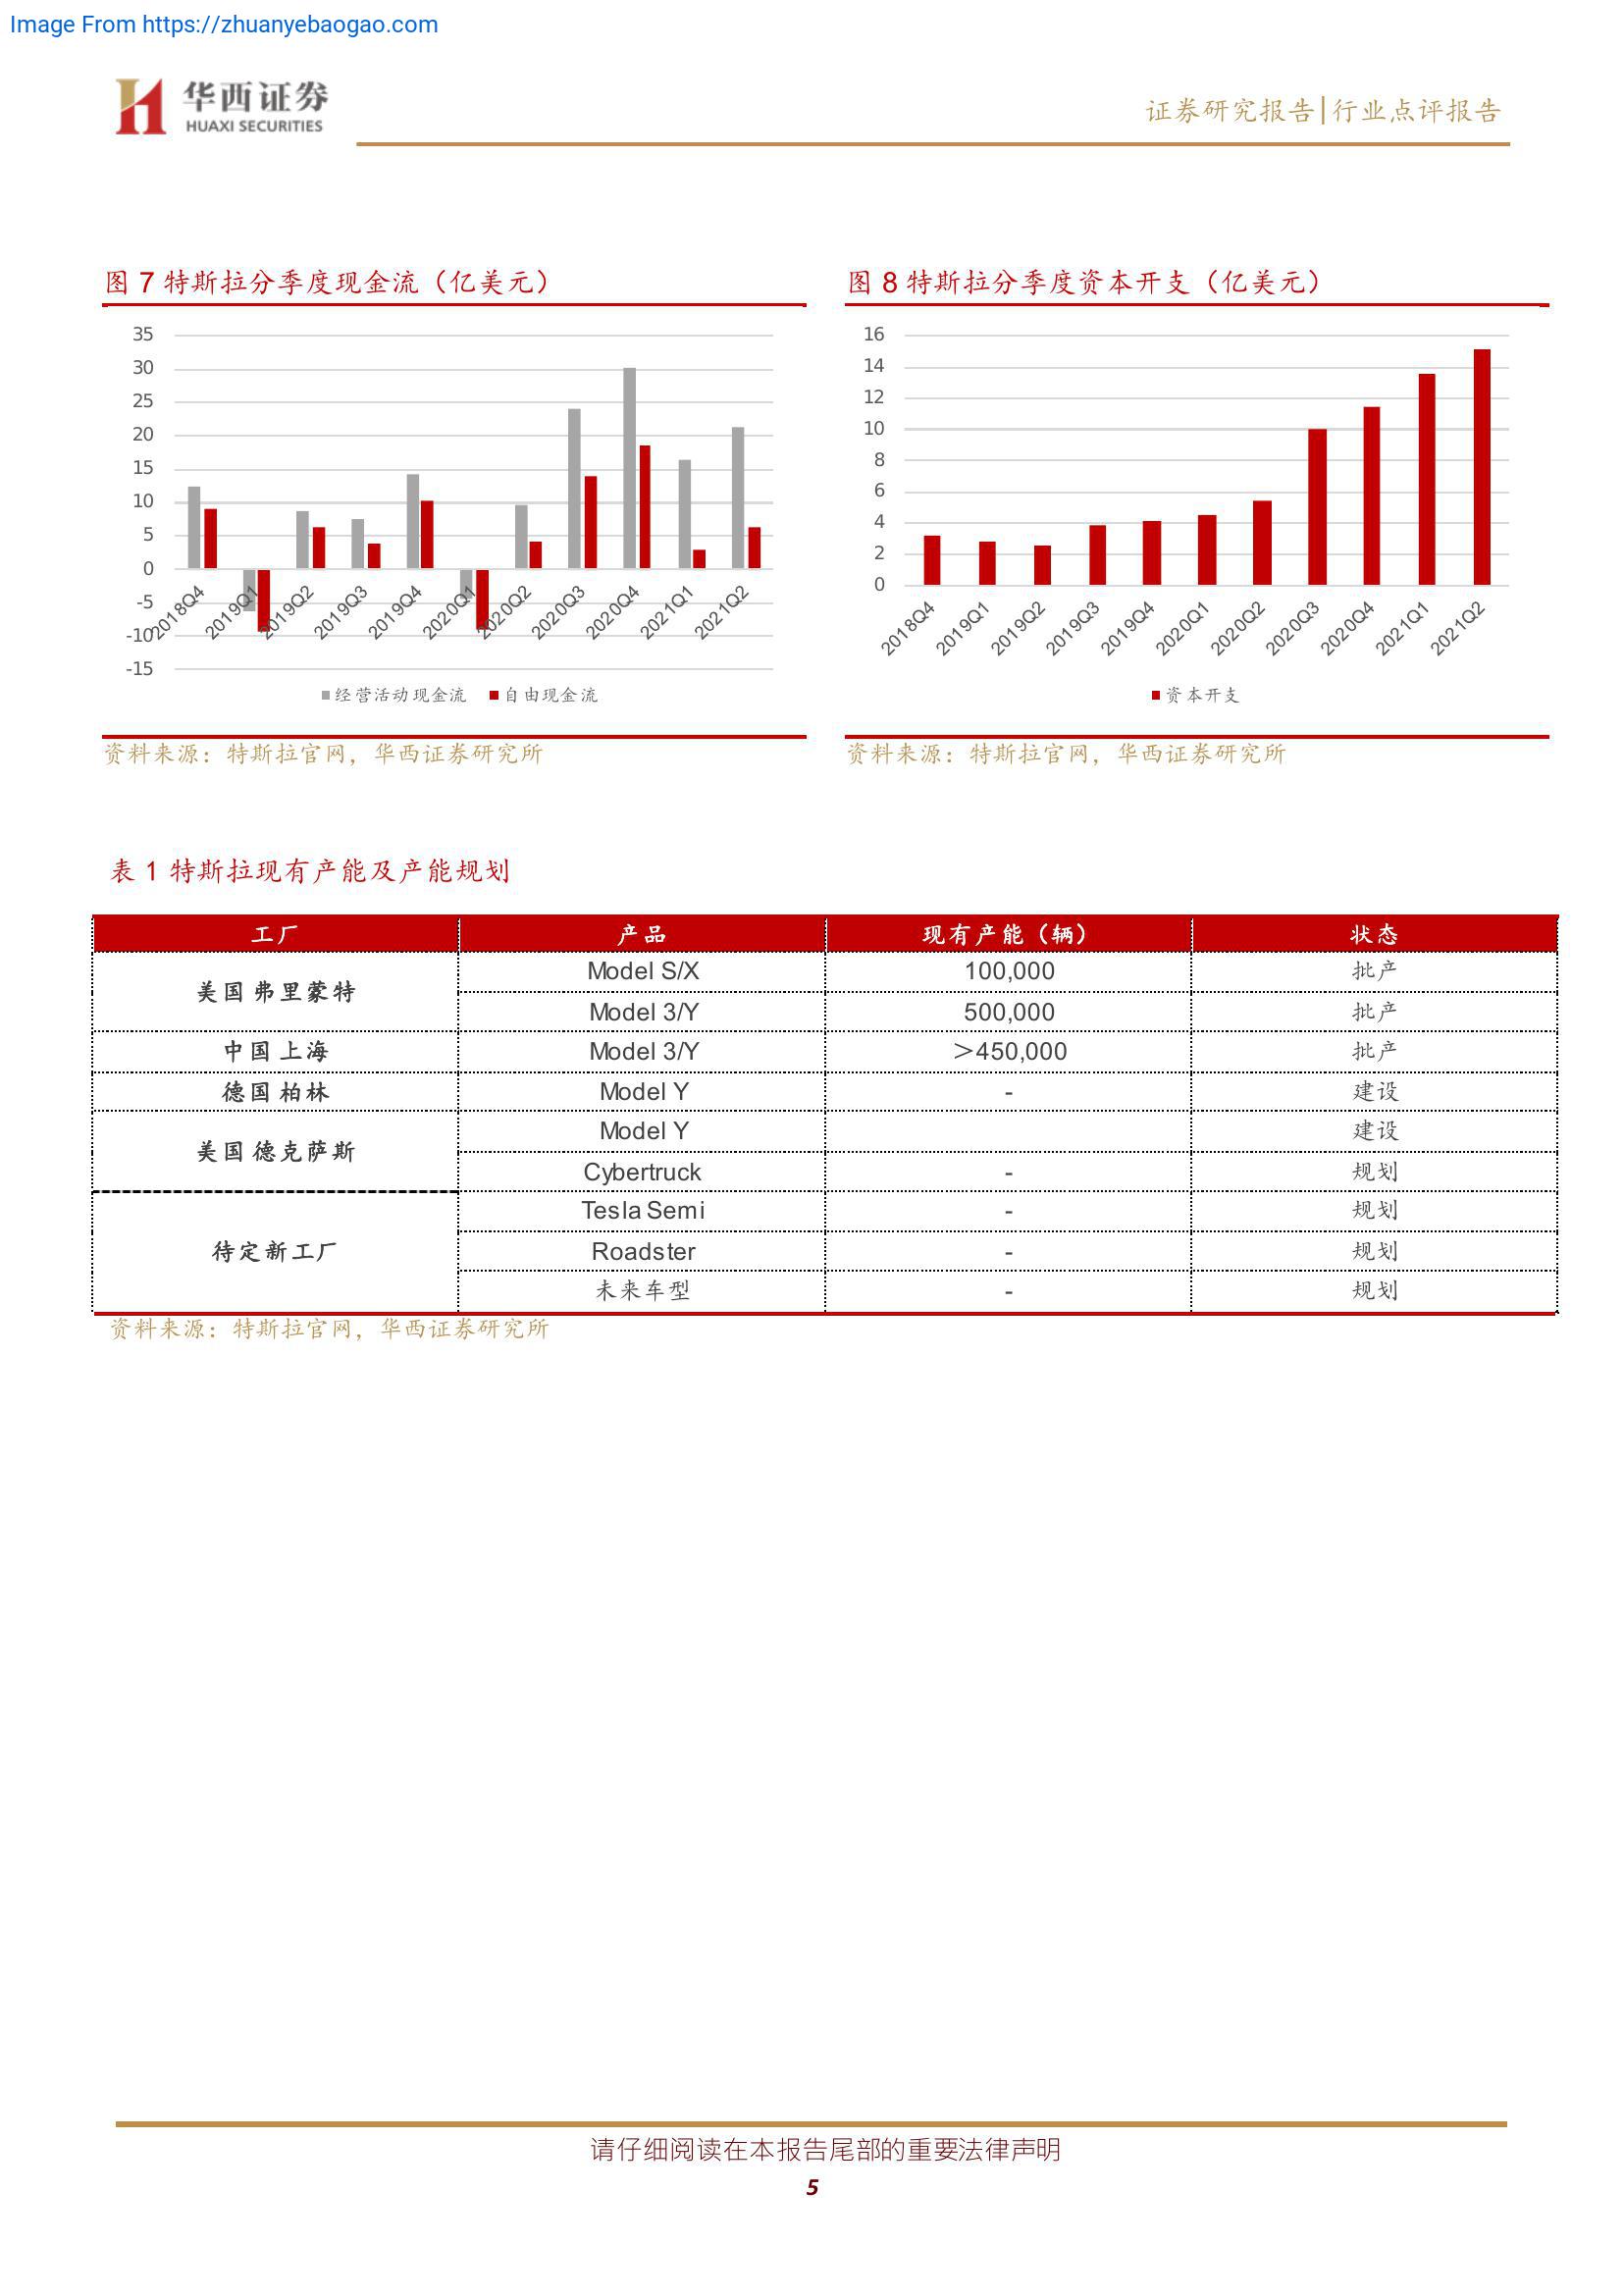 Image From https://zhuanyebaogao.com
华西证券
HUAXI SECURITIES
证券研究报告|行业点评报告
图 7 特斯拉分季度现金流（亿美元）
35
30
25
20
15
10
5
0
-5
-10
-15
2018Q4 2019Q1 2019Q2 2019Q3 2019Q4 2020Q1 2020Q2 2020Q3 2020Q4 2021Q1 2021Q2
经营活动现金流 自由现金流
资料来源：特斯拉官网，华西证券研究所
图 8 特斯拉分季度资本开支（亿美元）
16
14
12
10
8
6
4
2
0
2018Q4 2019Q1 2019Q2 2019Q3 2019Q4 2020Q1 2020Q2 2020Q3 2020Q4 2021Q1 2021Q2
资本开支
资料来源：特斯拉官网，华西证券研究所
表 1 特斯拉现有产能及产能规划
工厂 产品 现有产能（辆） 状态
美国 弗里蒙特 Model S/X 100,000 批产
Model 3/Y 500,000 批产
中国 上海 Model 3/Y ＞450,000 批产
德国 柏林 Model Y - 建设
美国 德克萨斯 Model Y 建设
Cybertruck - 规划
待定新工厂 Tesla Semi - 规划
Roadster - 规划
未来车型 - 规划
资料来源：特斯拉官网，华西证券研究所
请仔细阅读在本报告尾部的重要法律声明
5